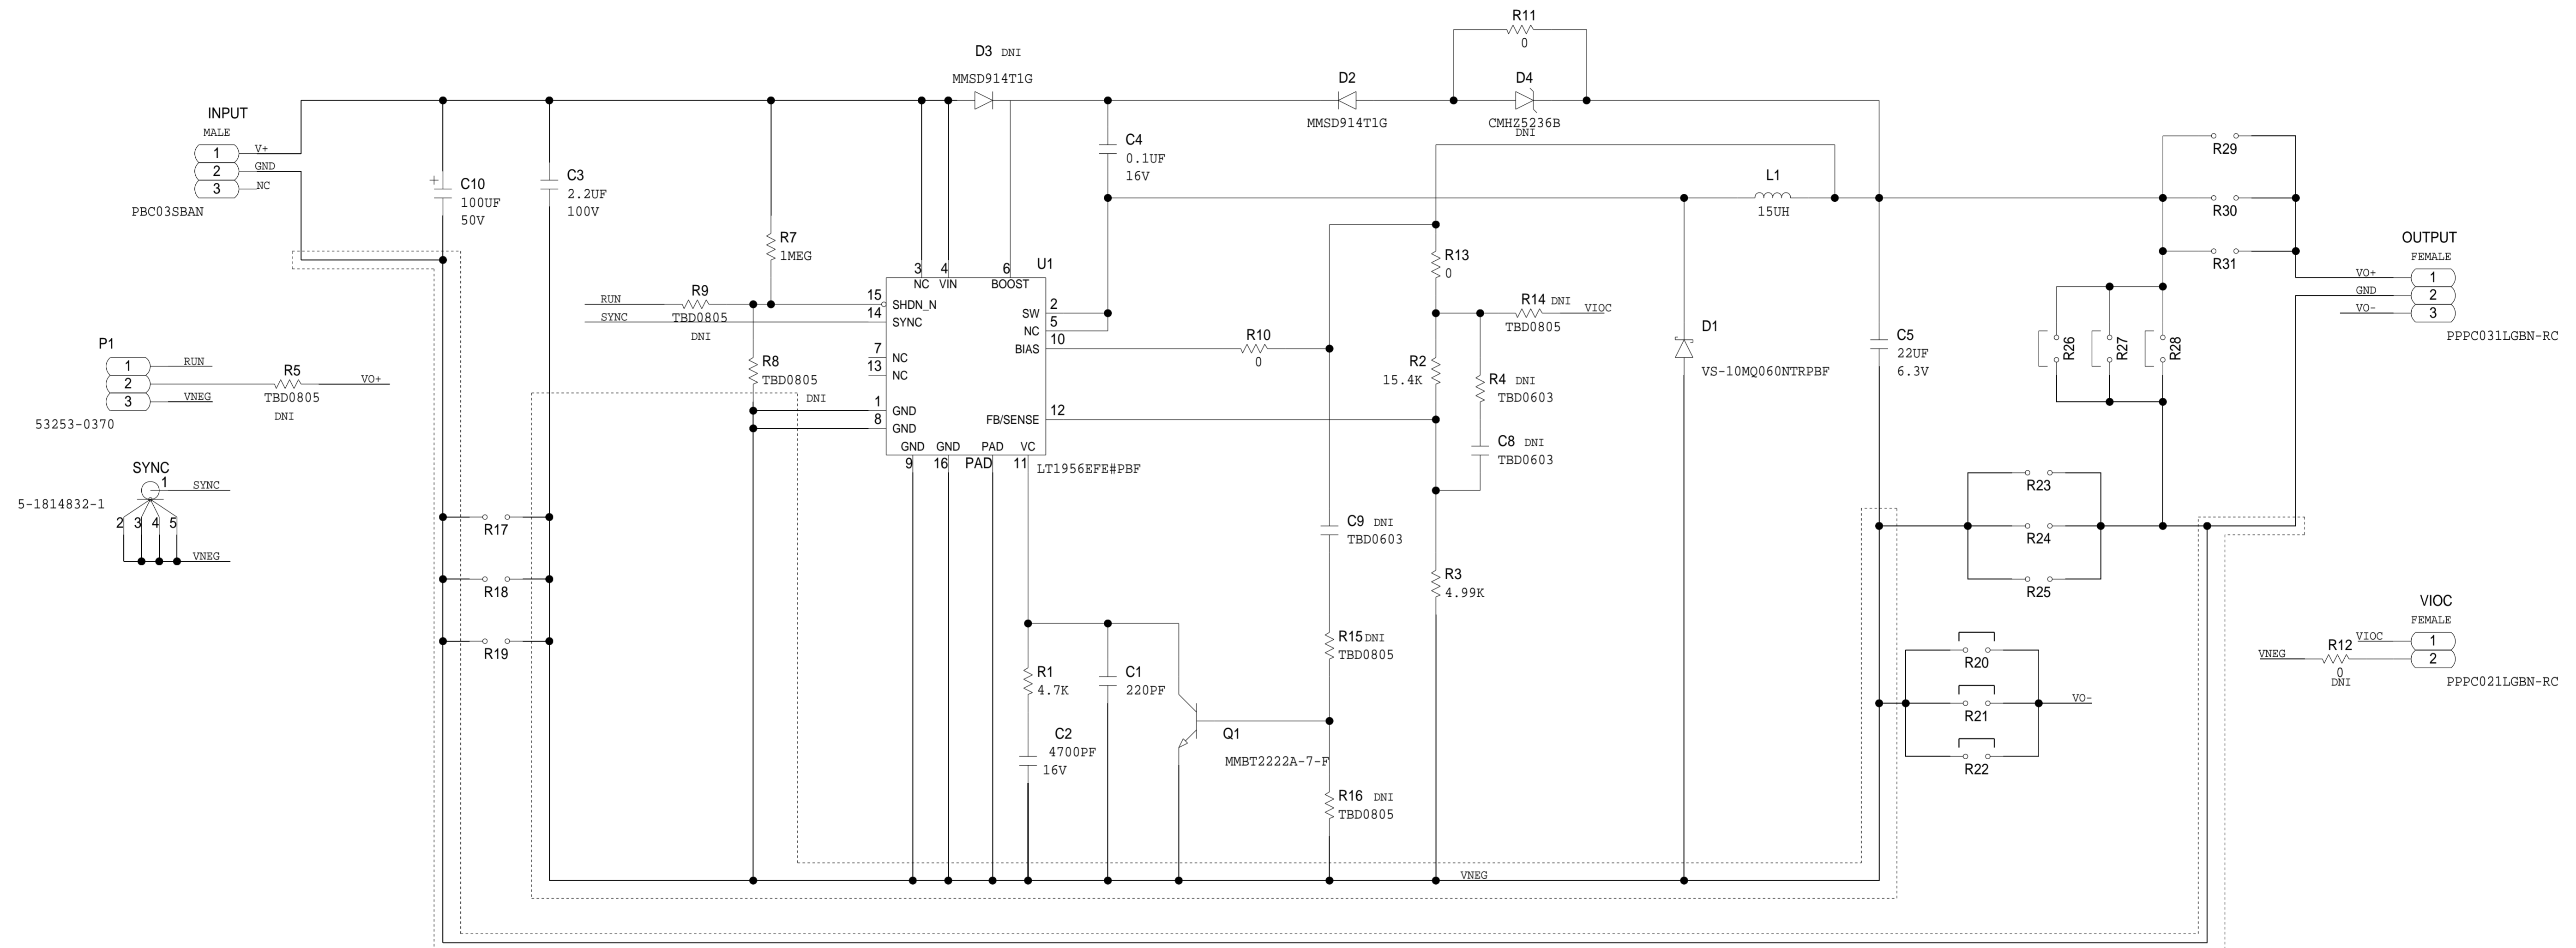 R11
0
D3 DNI
MMSD914T1G
D2
MMSD914T1G
D4
CMHZ5236B
DNI
INPUT
MALE
1 V+
2 GND
3 NC
PBC03SBAN
C10
100UF
50V
C3
2.2UF
100V
C4
0.1UF
16V
R7
1MEG
L1
15UH
R29
R30
R31
OUTPUT
FEMALE
VO+ 1
GND 2
VO- 3
PPPC031LGBN-RC
R13
0
U1
3 4 6
NC VIN BOOST
15 SHDN_N
14 SYNC
7 NC
13 NC
1 GND
8 GND
SW 2
NC 5
BIAS 10
FB/SENSE 12
GND GND PAD VC
9 16 PAD 11
LT1956EFE#PBF
RUN
R9
TBD0805
DNI
SYNC
R8
TBD0805
DNI
R14 DNI
TBD0805
VIOC
R10
0
R2
15.4K
R4 DNI
TBD0603
C8 DNI
TBD0603
D1
VS-10MQ060NTRPBF
C5
22UF
6.3V
R26
R27
R28
P1
1 RUN
2
3 VNEG
53253-0370
R5
TBD0805
DNI
VO+
SYNC
1 SYNC
5-1814832-1
2 3 4 5
VNEG
R17
R18
R19
C9 DNI
TBD0603
R3
4.99K
R15 DNI
TBD0805
R23
R24
R25
R1
4.7K
C1
220PF
C2
4700PF
16V
Q1
MMBT2222A-7-F
R16 DNI
TBD0805
VNEG
R20
R21
R22
VO-
VIOC
FEMALE
VIOC 1
2
VNEG
R12
0
DNI
PPPC021LGBN-RC